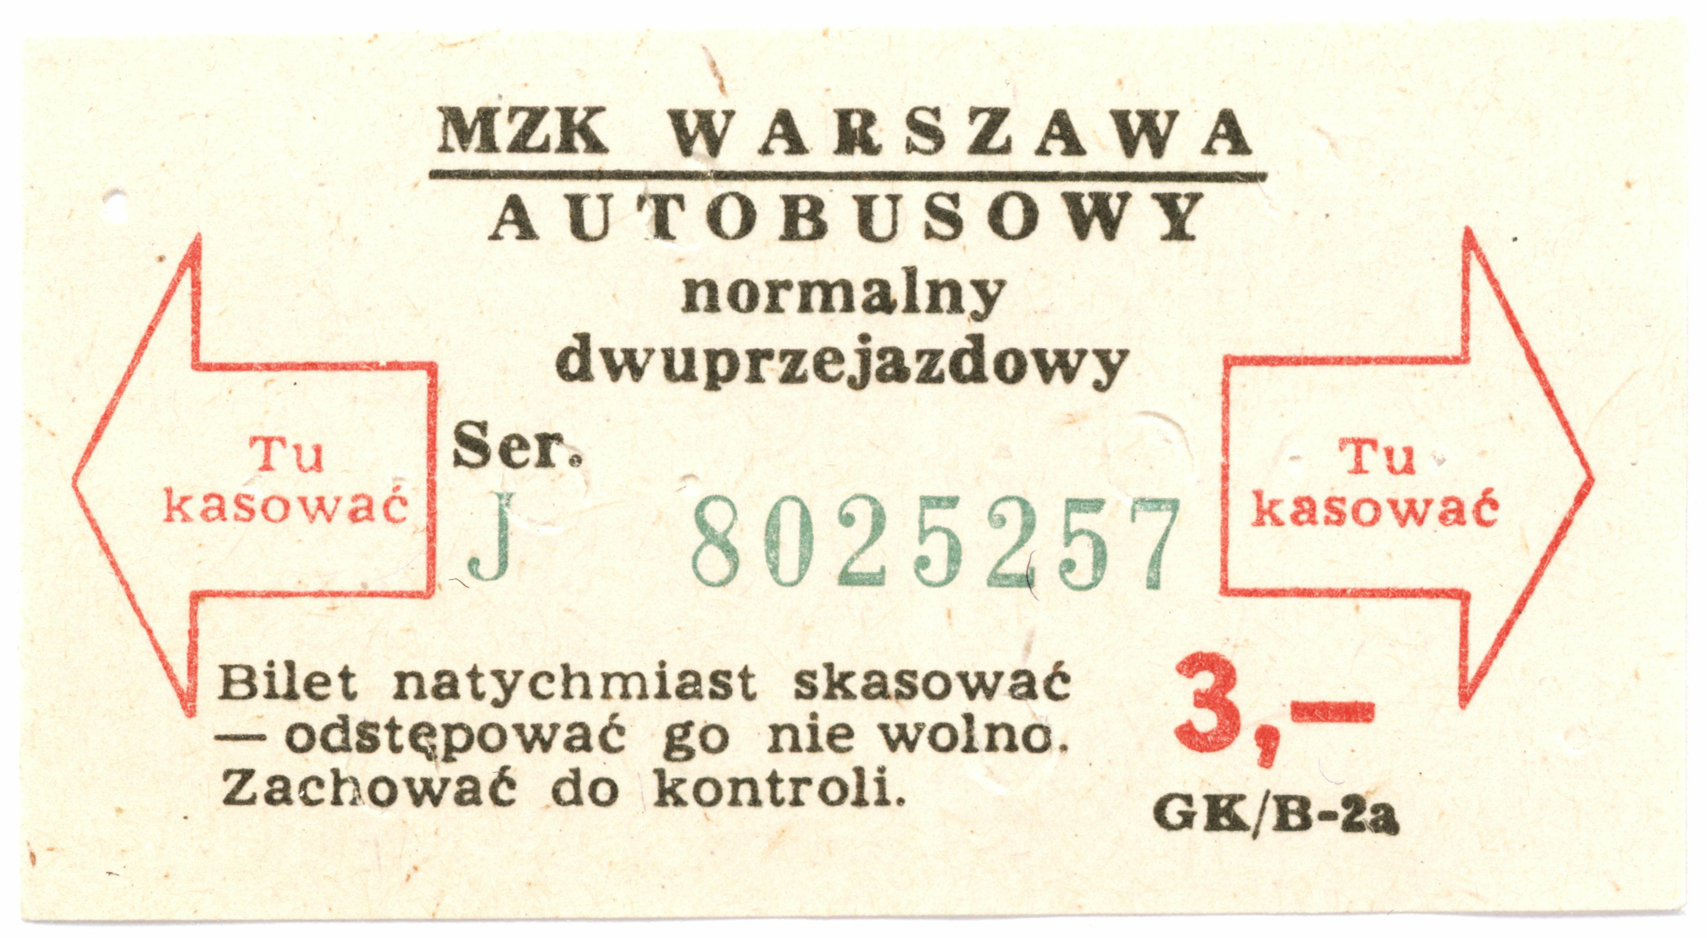 MZK WARSZAWA
AUTOBUSOWY
normalny
dwuprzejazdowy
Tu
kasować
Ser.
J 8025257
Tu
kasować
Bilet natychmiast skasować
— odstępować go nie wolno.
Zachować do kontroli.
3,—
GK/B-2a